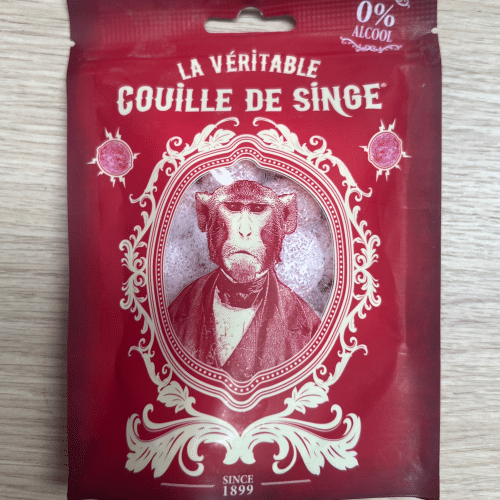 0%
ALCOOL
LA VÉRITABLE
COUILLE DE SINGE®
SINCE
1899